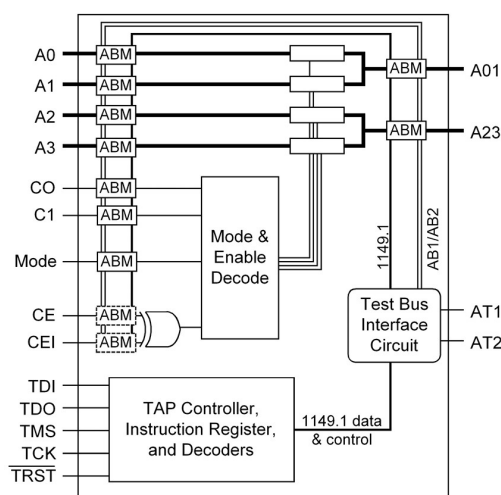 A0 ABM
A1 ABM
A2 ABM
A3 ABM
ABM A01
ABM A23
CO ABM
C1 ABM
Mode ABM
CE ABM
CEI ABM
Mode &
Enable
Decode
1149.1
AB1/AB2
Test Bus
Interface
Circuit
AT1
AT2
TDI
TDO
TMS
TCK
TRST
TAP Controller,
Instruction Register,
and Decoders
1149.1 data
& control